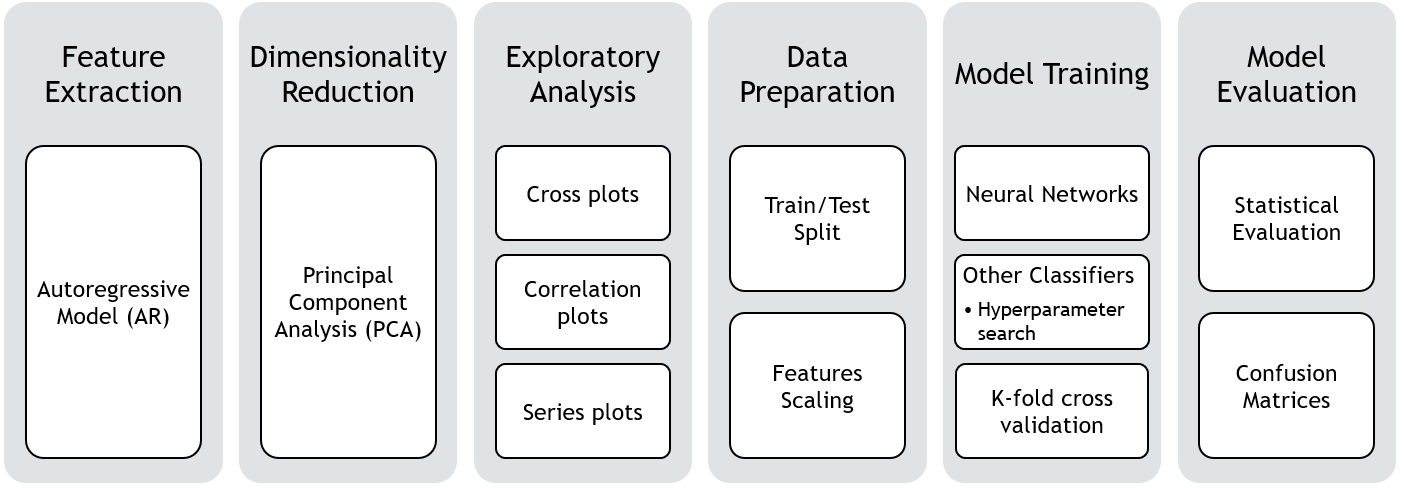 Feature
Extraction
Autoregressive
Model (AR)
Dimensionality
Reduction
Principal
Component
Analysis (PCA)
Exploratory
Analysis
Cross plots
Correlation
plots
Series plots
Data
Preparation
Train/Test
Split
Features
Scaling
Model Training
Neural Networks
Other Classifiers
• Hyperparameter
search
K-fold cross
validation
Model
Evaluation
Statistical
Evaluation
Confusion
Matrices